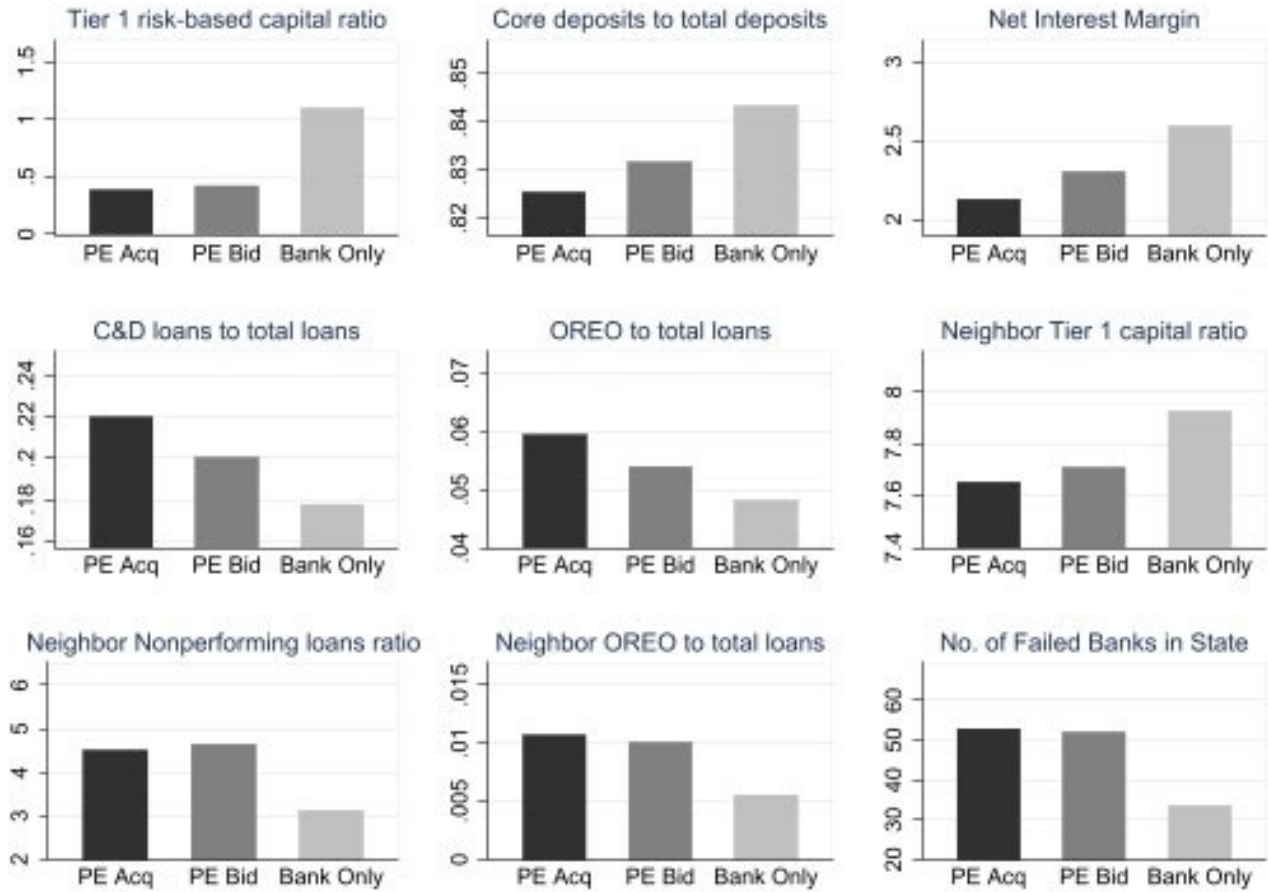 Tier 1 risk-based capital ratio
1.5
1
.5
0
PE Acq PE Bid Bank Only
Core deposits to total deposits
.85
.84
.83
.82
PE Acq PE Bid Bank Only
Net Interest Margin
3
2.5
2
PE Acq PE Bid Bank Only
C&D loans to total loans
.24
.22
.2
.18
.16
PE Acq PE Bid Bank Only
OREO to total loans
.07
.06
.05
.04
PE Acq PE Bid Bank Only
Neighbor Tier 1 capital ratio
8
7.8
7.6
7.4
PE Acq PE Bid Bank Only
Neighbor Nonperforming loans ratio
6
5
4
3
2
PE Acq PE Bid Bank Only
Neighbor OREO to total loans
.015
.01
.005
0
PE Acq PE Bid Bank Only
No. of Failed Banks in State
60
50
40
30
20
PE Acq PE Bid Bank Only